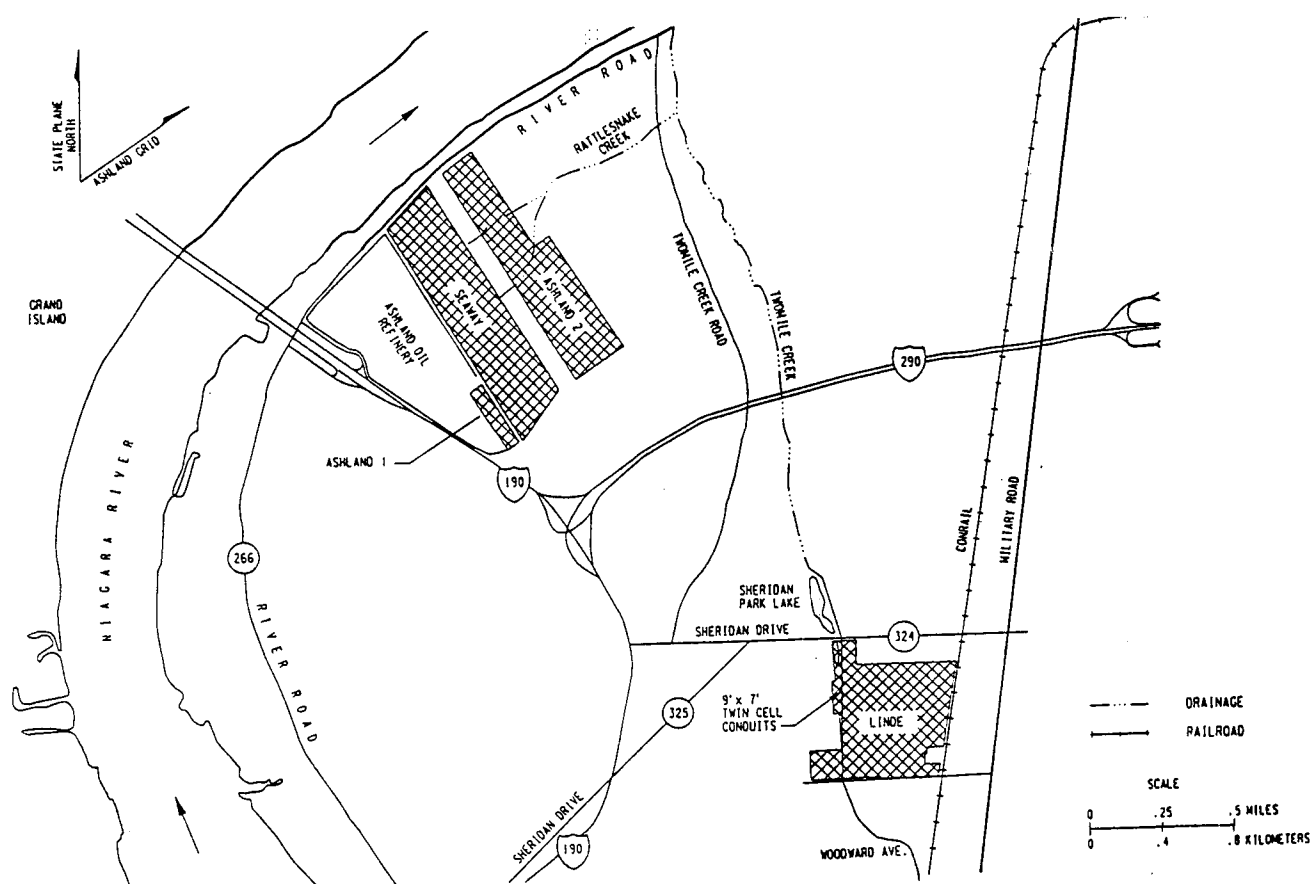 STATE PLANE
NORTH
ASHLAND GRID
RIVER ROAD
RATTLESNAKE
CREEK
GRAND
ISLAND
ASHLAND OIL
REFINERY
SEAWAY
ASHLAND 2
TWOMILE CREEK ROAD
TWOMILE CREEK
290
ASHLAND 1
190
NIAGARA RIVER
266
RIVER ROAD
CONRAIL
MILITARY ROAD
SHERIDAN
PARK LAKE
SHERIDAN DRIVE
324
325
9' x 7'
TWIN CELL
CONDUITS
LINDE
SHERIDAN DRIVE
190
WOODWARD AVE.
DRAINAGE
RAILROAD
SCALE
0 .25 .5 MILES
0 .4 .8 KILOMETERS